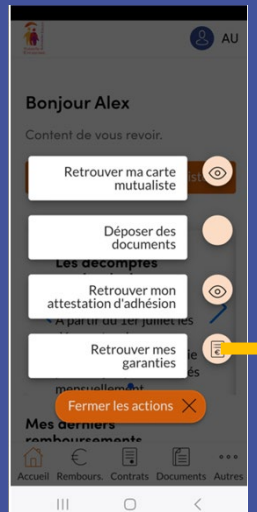 AU
Bonjour Alex
Content de vous revoir.
Retrouver ma carte
mutualiste
Déposer des
documents
Les décomptes
Retrouver mon
attestation d'adhésion
A partir du 1er juillet les
Retrouver mes
garanties
mensuellement
Fermer les actions
Mes derniers
remboursements
Accueil Rembours. Contrats Documents Autres